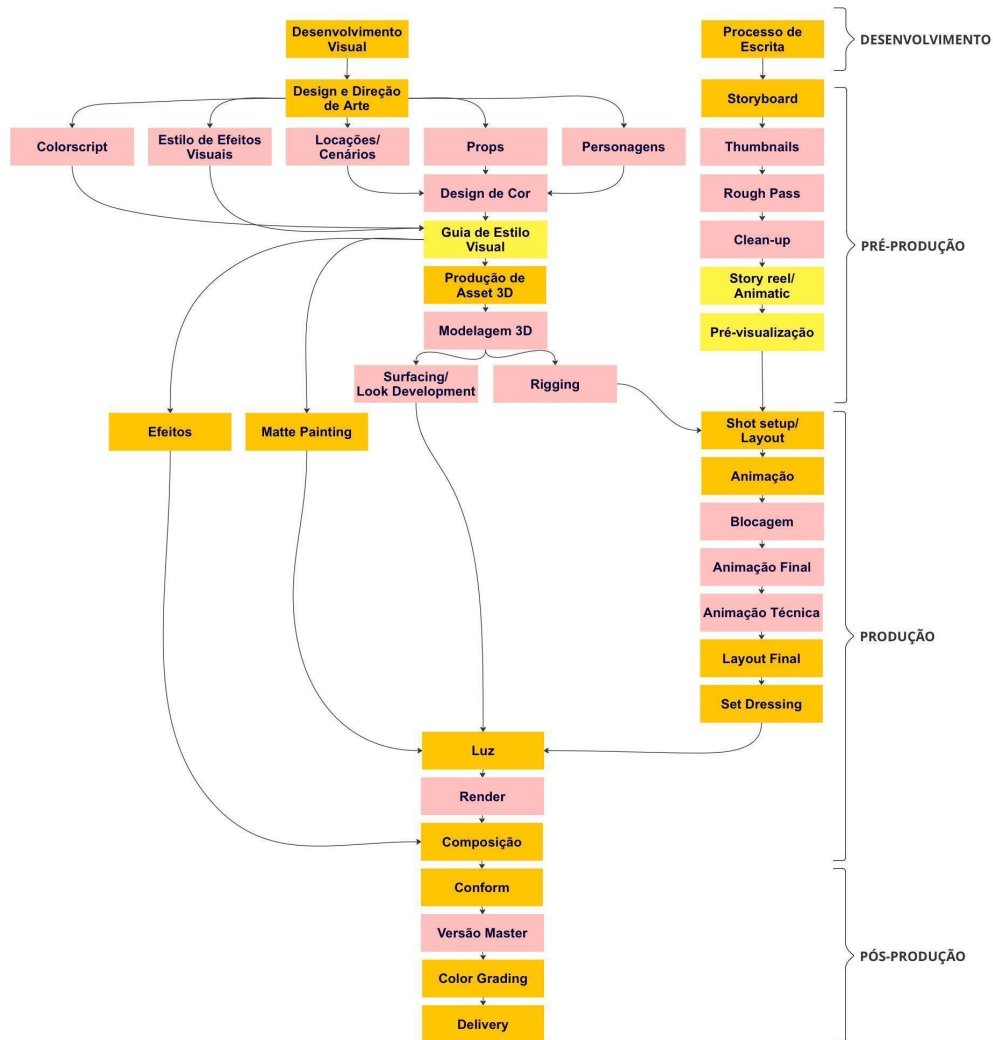 Desenvolvimento
Visual
Processo de
Escrita
DESENVOLVIMENTO
Design e Direção
de Arte
Storyboard
Colorscript
Estilo de Efeitos
Visuais
Locações/
Cenários
Props
Personagens
Thumbnails
Design de Cor
Rough Pass
Guia de Estilo
Visual
Clean-up
PRÉ-PRODUÇÃO
Produção de
Asset 3D
Story reel/
Animatic
Modelagem 3D
Pré-visualização
Surfacing/
Look Development
Rigging
Efeitos
Matte Painting
Shot setup/
Layout
Animação
Blocagem
Animação Final
Animação Técnica
PRODUÇÃO
Layout Final
Set Dressing
Luz
Render
Composição
Conform
Versão Master
PÓS-PRODUÇÃO
Color Grading
Delivery